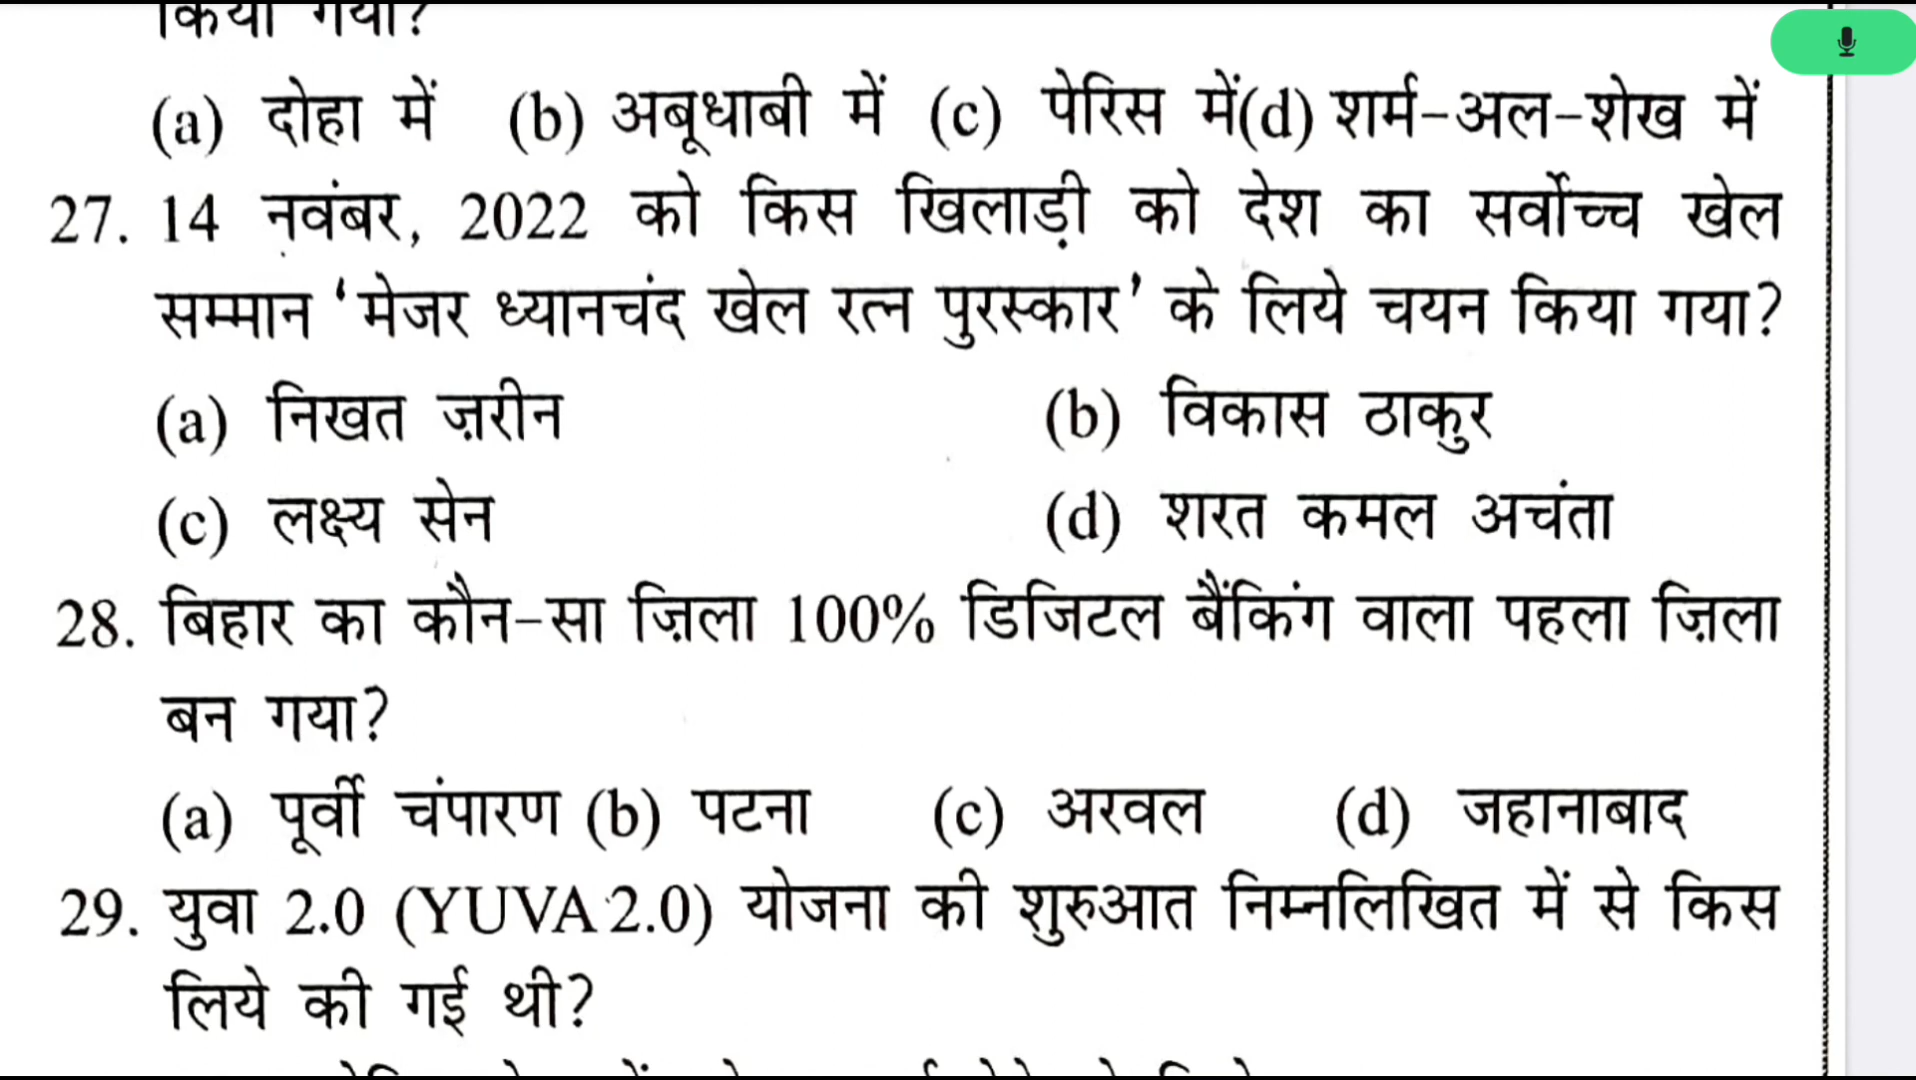 किया गया?
(a) दोहा में (b) अबूधाबी में (c) पेरिस में(d) शर्म-अल-शेख में
27. 14 नवंबर, 2022 को किस खिलाड़ी को देश का सर्वोच्च खेल
सम्मान ‘मेजर ध्यानचंद खेल रत्न पुरस्कार’ के लिये चयन किया गया?
(a) निखत ज़रीन (b) विकास ठाकुर
(c) लक्ष्य सेन (d) शरत कमल अचंता
28. बिहार का कौन-सा ज़िला 100% डिजिटल बैंकिंग वाला पहला ज़िला
बन गया?
(a) पूर्वी चंपारण (b) पटना (c) अरवल (d) जहानाबाद
29. युवा 2.0 (YUVA 2.0) योजना की शुरुआत निम्नलिखित में से किस
लिये की गई थी?